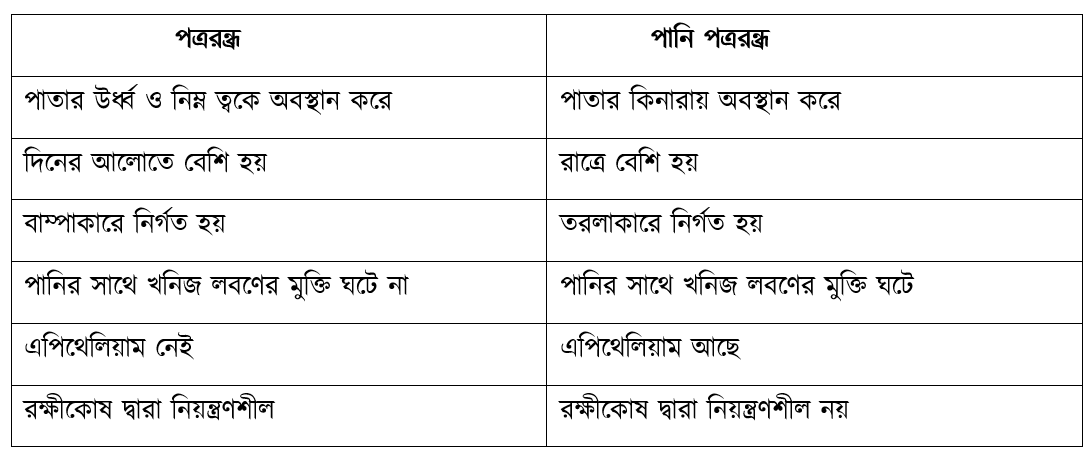 পত্ররন্ধ্র	পানি পত্ররন্ধ্র
পাতার উর্ধ্ব ও নিম্ন ত্বকে অবস্থান করে	পাতার কিনারায় অবস্থান করে
দিনের আলোতে বেশি হয়	রাত্রে বেশি হয়
বাম্পাকারে নির্গত হয়	তরলাকারে নির্গত হয়
পানির সাথে খনিজ লবণের মুক্তি ঘটে না	পানির সাথে খনিজ লবণের মুক্তি ঘটে
এপিথেলিয়াম নেই	এপিথেলিয়াম আছে
রক্ষীকোষ দ্বারা নিয়ন্ত্রণশীল	রক্ষীকোষ দ্বারা নিয়ন্ত্রণশীল নয়